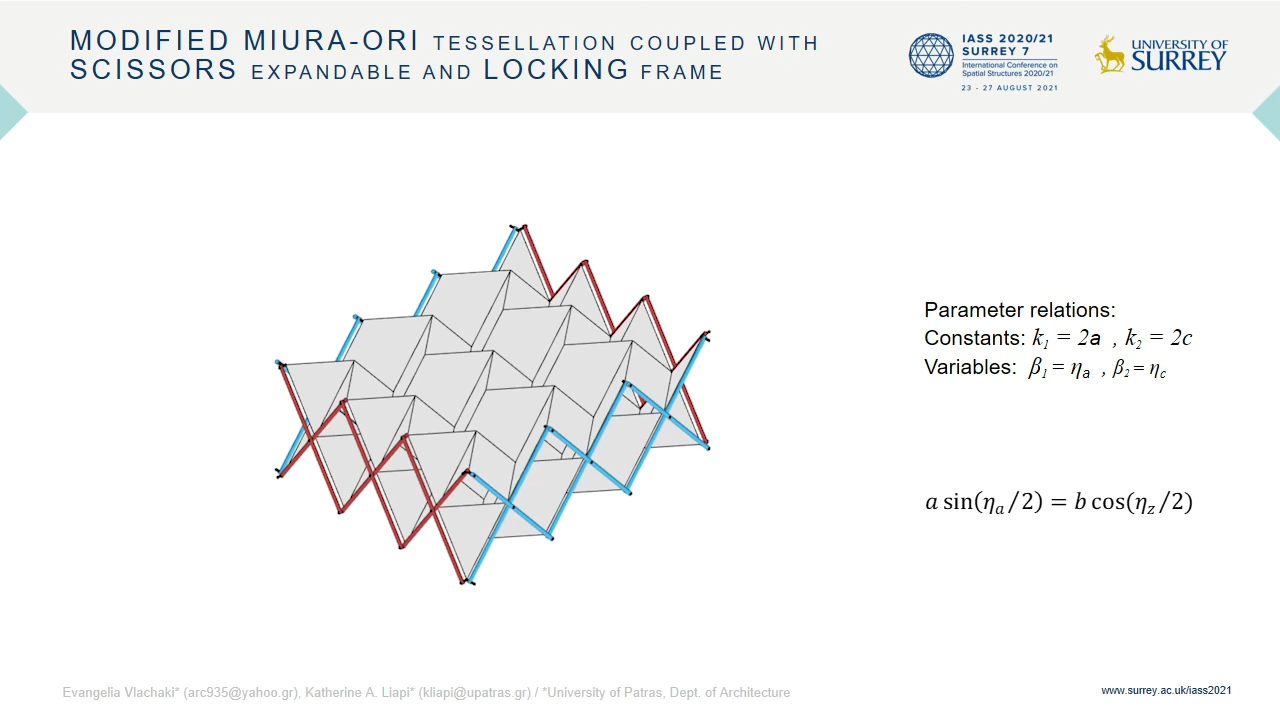 MODIFIED MIURA-ORI TESSELLATION COUPLED WITH
SCISSORS EXPANDABLE AND LOCKING FRAME
IASS 2020/21
SURREY 7
International Conference on
Spatial Structures 2020/21
23 - 27 AUGUST 2021
UNIVERSITY OF
SURREY
Parameter relations:
Constants: k₁ = 2a , k₂ = 2c
Variables: β₁ = ηₐ , β₂ = η_c
a sin(ηₐ/2) = b cos(η_z/2)
Evangelia Vlachaki* (arc935@yahoo.gr), Katherine A. Liapi* (kliapi@upatras.gr) / *University of Patras, Dept. of Architecture
www.surrey.ac.uk/iass2021